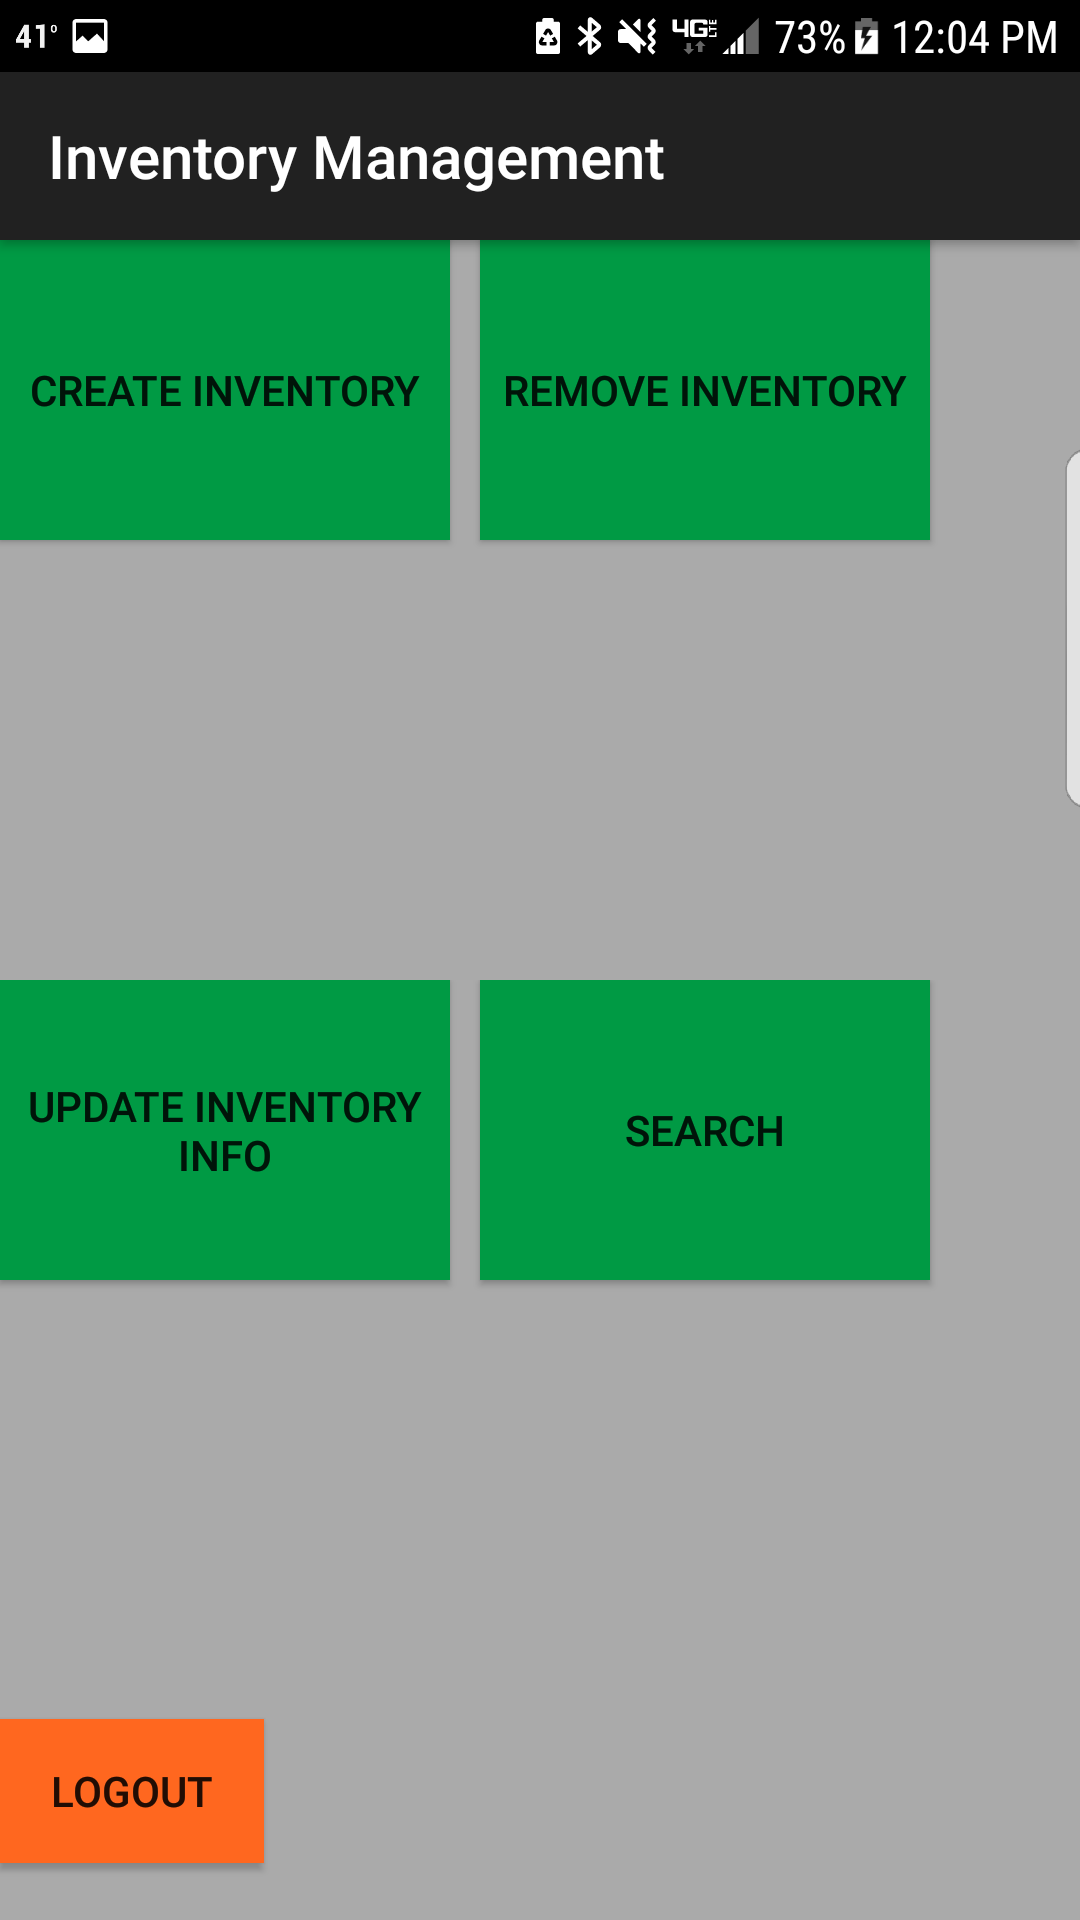 41° 4G LTE 73% 12:04 PM
Inventory Management
CREATE INVENTORY
REMOVE INVENTORY
UPDATE INVENTORY
INFO
SEARCH
LOGOUT